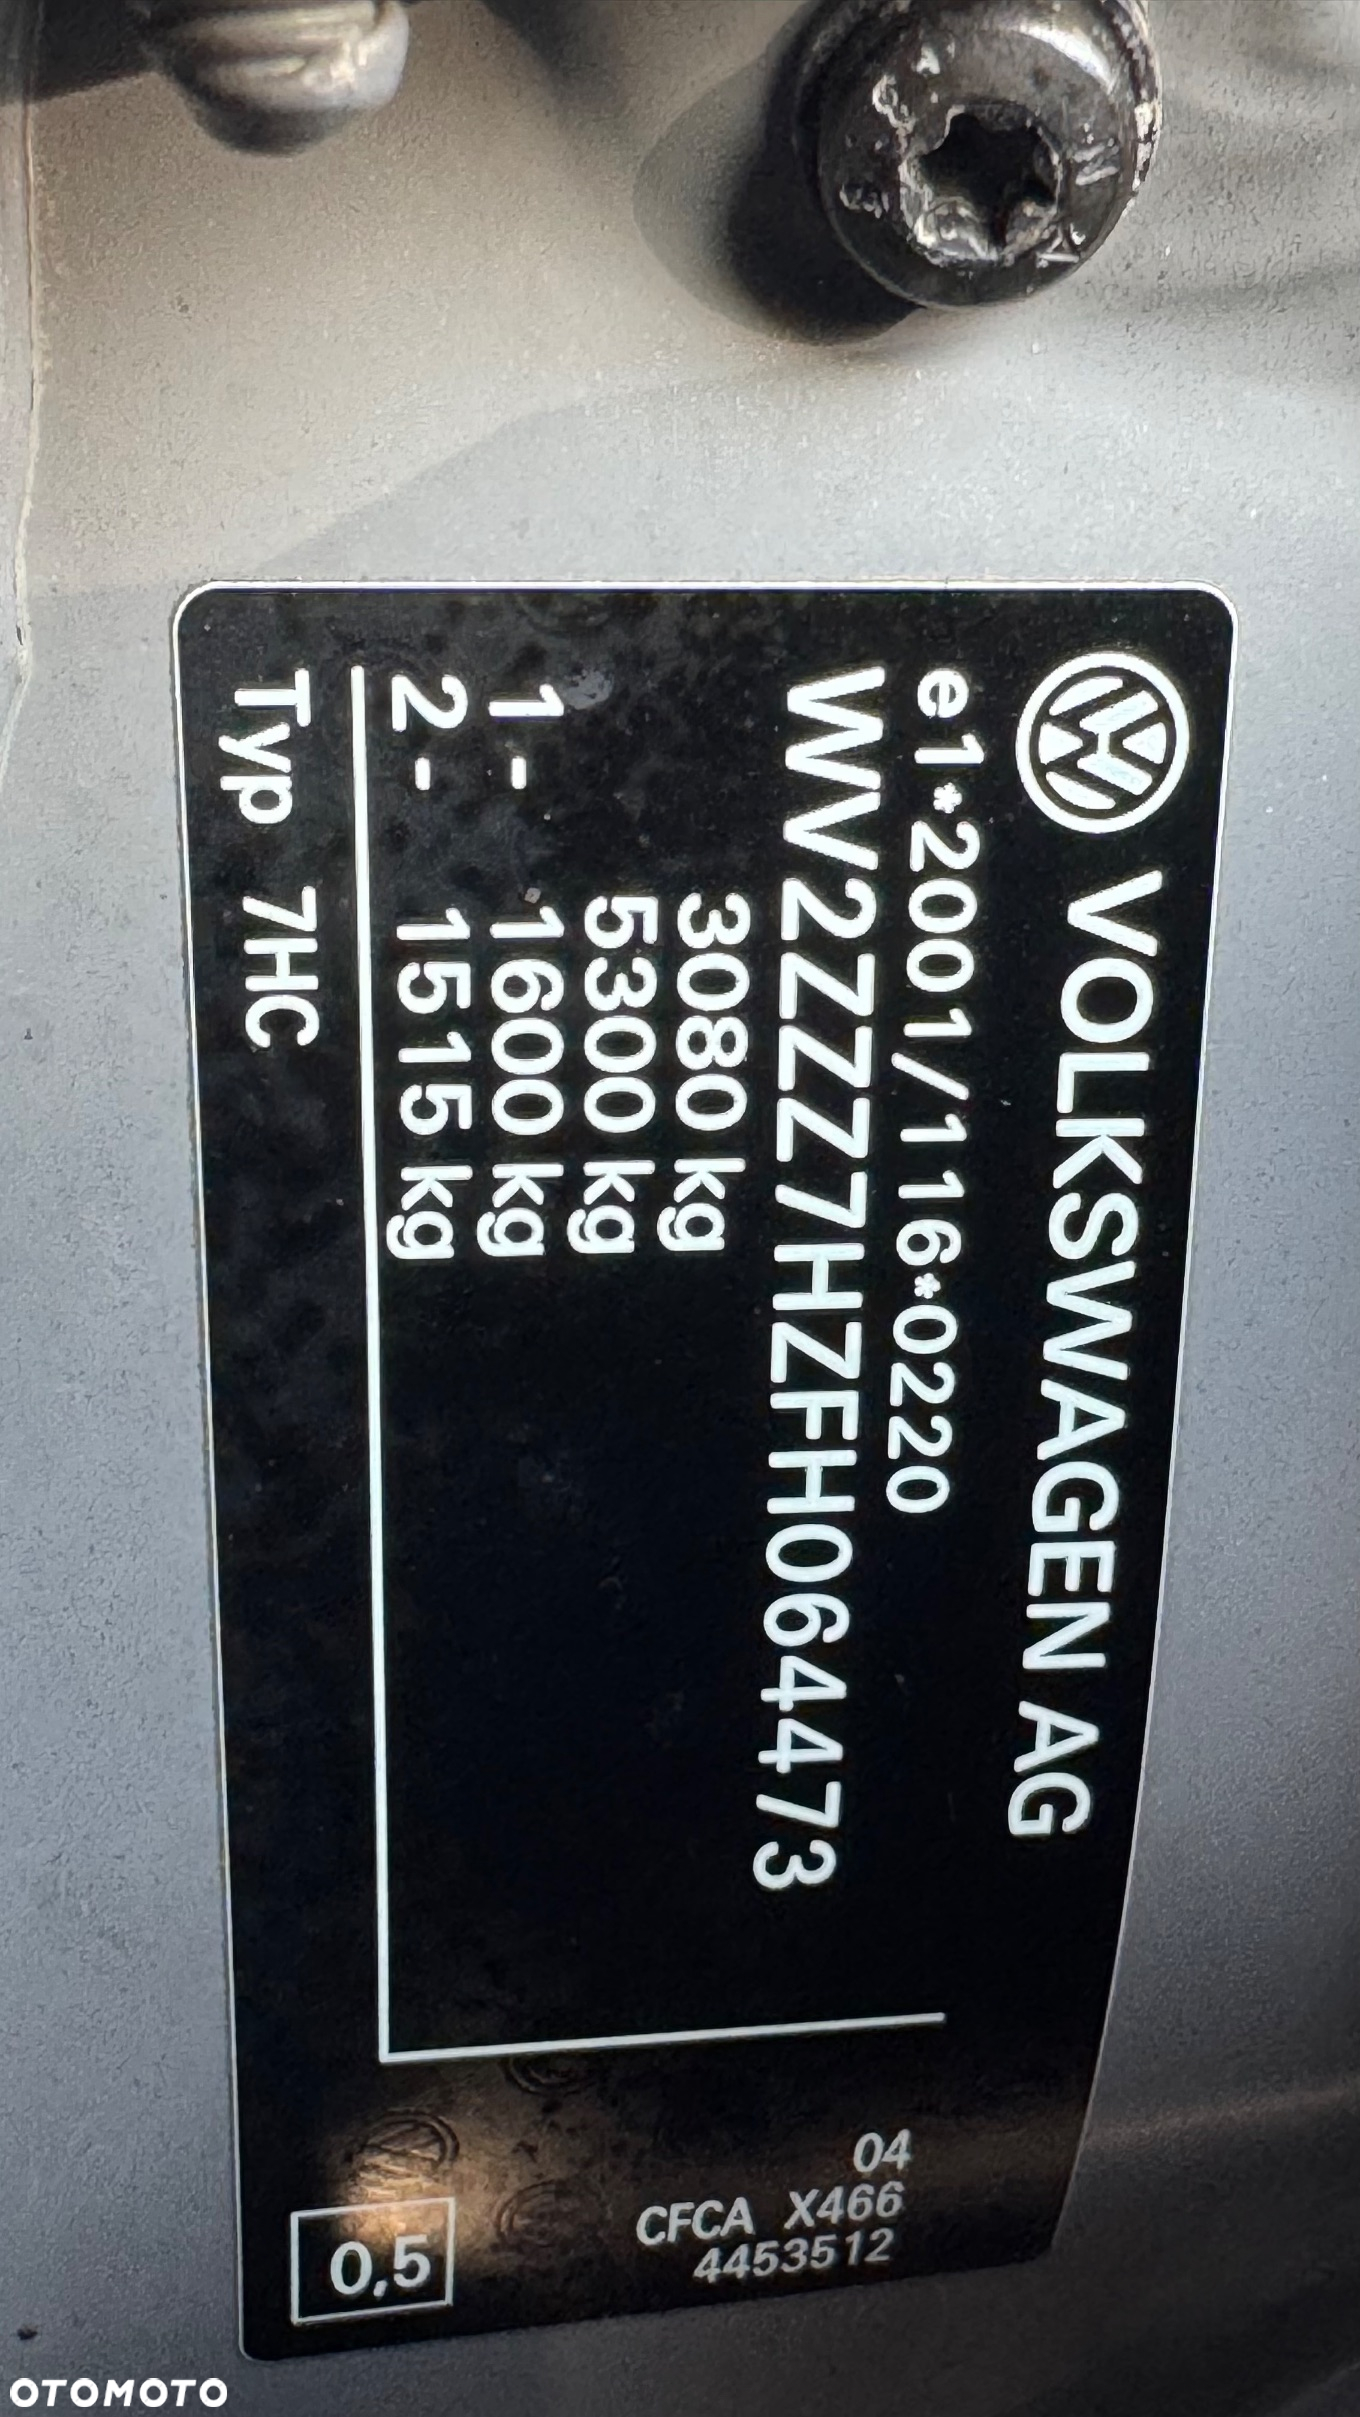 VOLKSWAGEN AG
e1*2001/116*0220
WV2ZZZ7HZFH064473
3080 kg
5300 kg
1- 1600 kg
2- 1515 kg
Typ 7HC
04
CFCA X466
4453512
0,5
OTOMOTO